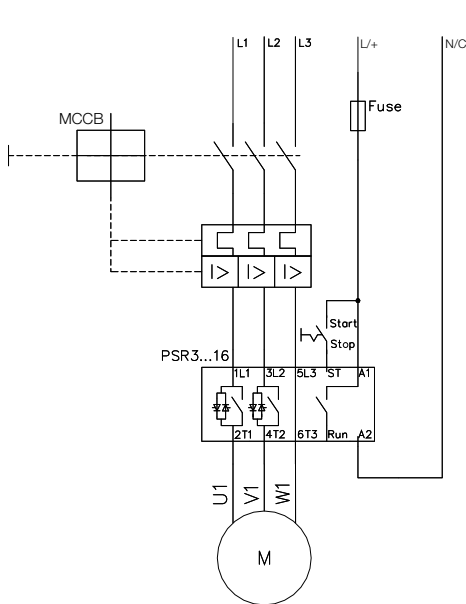 L1 L2 L3 L/+ N/C
Fuse
MCCB
I> I> I>
Start
Stop
PSR3...16
1L1 3L2 5L3 ST A1
2T1 4T2 6T3 Run A2
U1 V1 W1
M